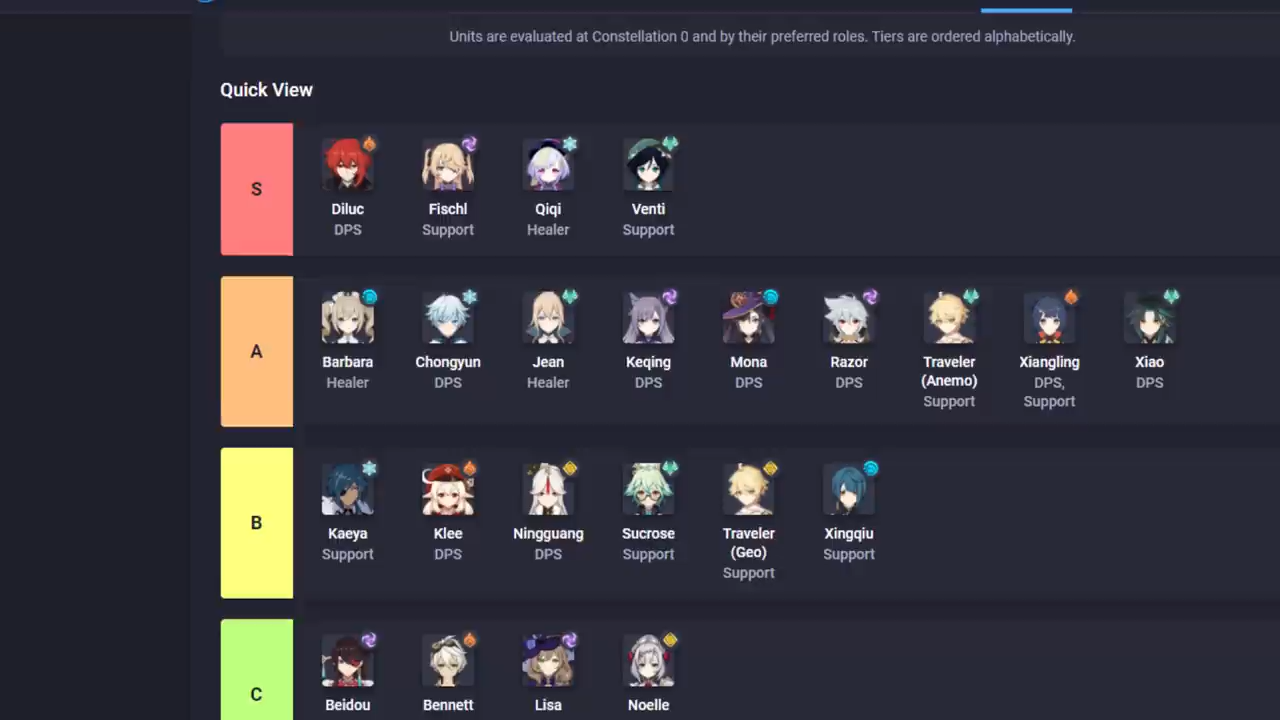 Units are evaluated at Constellation 0 and by their preferred roles. Tiers are ordered alphabetically.
Quick View
S
Diluc
DPS
Fischl
Support
Qiqi
Healer
Venti
Support
A
Barbara
Healer
Chongyun
DPS
Jean
Healer
Keqing
DPS
Mona
DPS
Razor
DPS
Traveler
(Anemo)
Support
Xiangling
DPS,
Support
Xiao
DPS
B
Kaeya
Support
Klee
DPS
Ningguang
DPS
Sucrose
Support
Traveler
(Geo)
Support
Xingqiu
Support
C
Beidou
Bennett
Lisa
Noelle